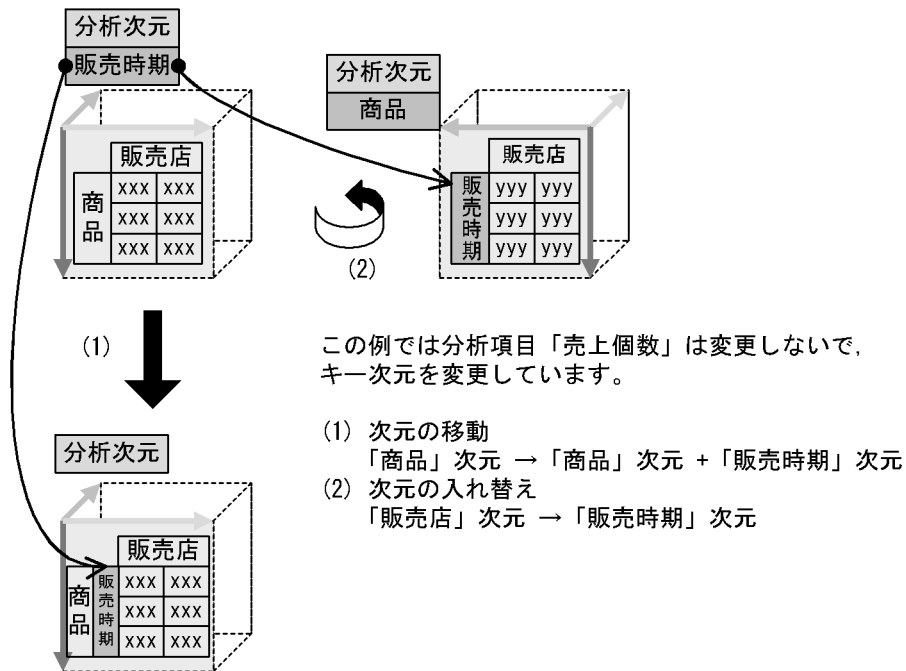 分析次元
販売時期
販売店
商品
xxx xxx
xxx xxx
xxx xxx
(1)
分析次元
商品
販売店
販売時期
yyy yyy
yyy yyy
yyy yyy
(2)
分析次元
販売店
商品
販売時期
xxx xxx
xxx xxx
xxx xxx
この例では分析項目「売上個数」は変更しないで，
キー次元を変更しています。
(1) 次元の移動
「商品」次元 → 「商品」次元 +「販売時期」次元
(2) 次元の入れ替え
「販売店」次元 → 「販売時期」次元